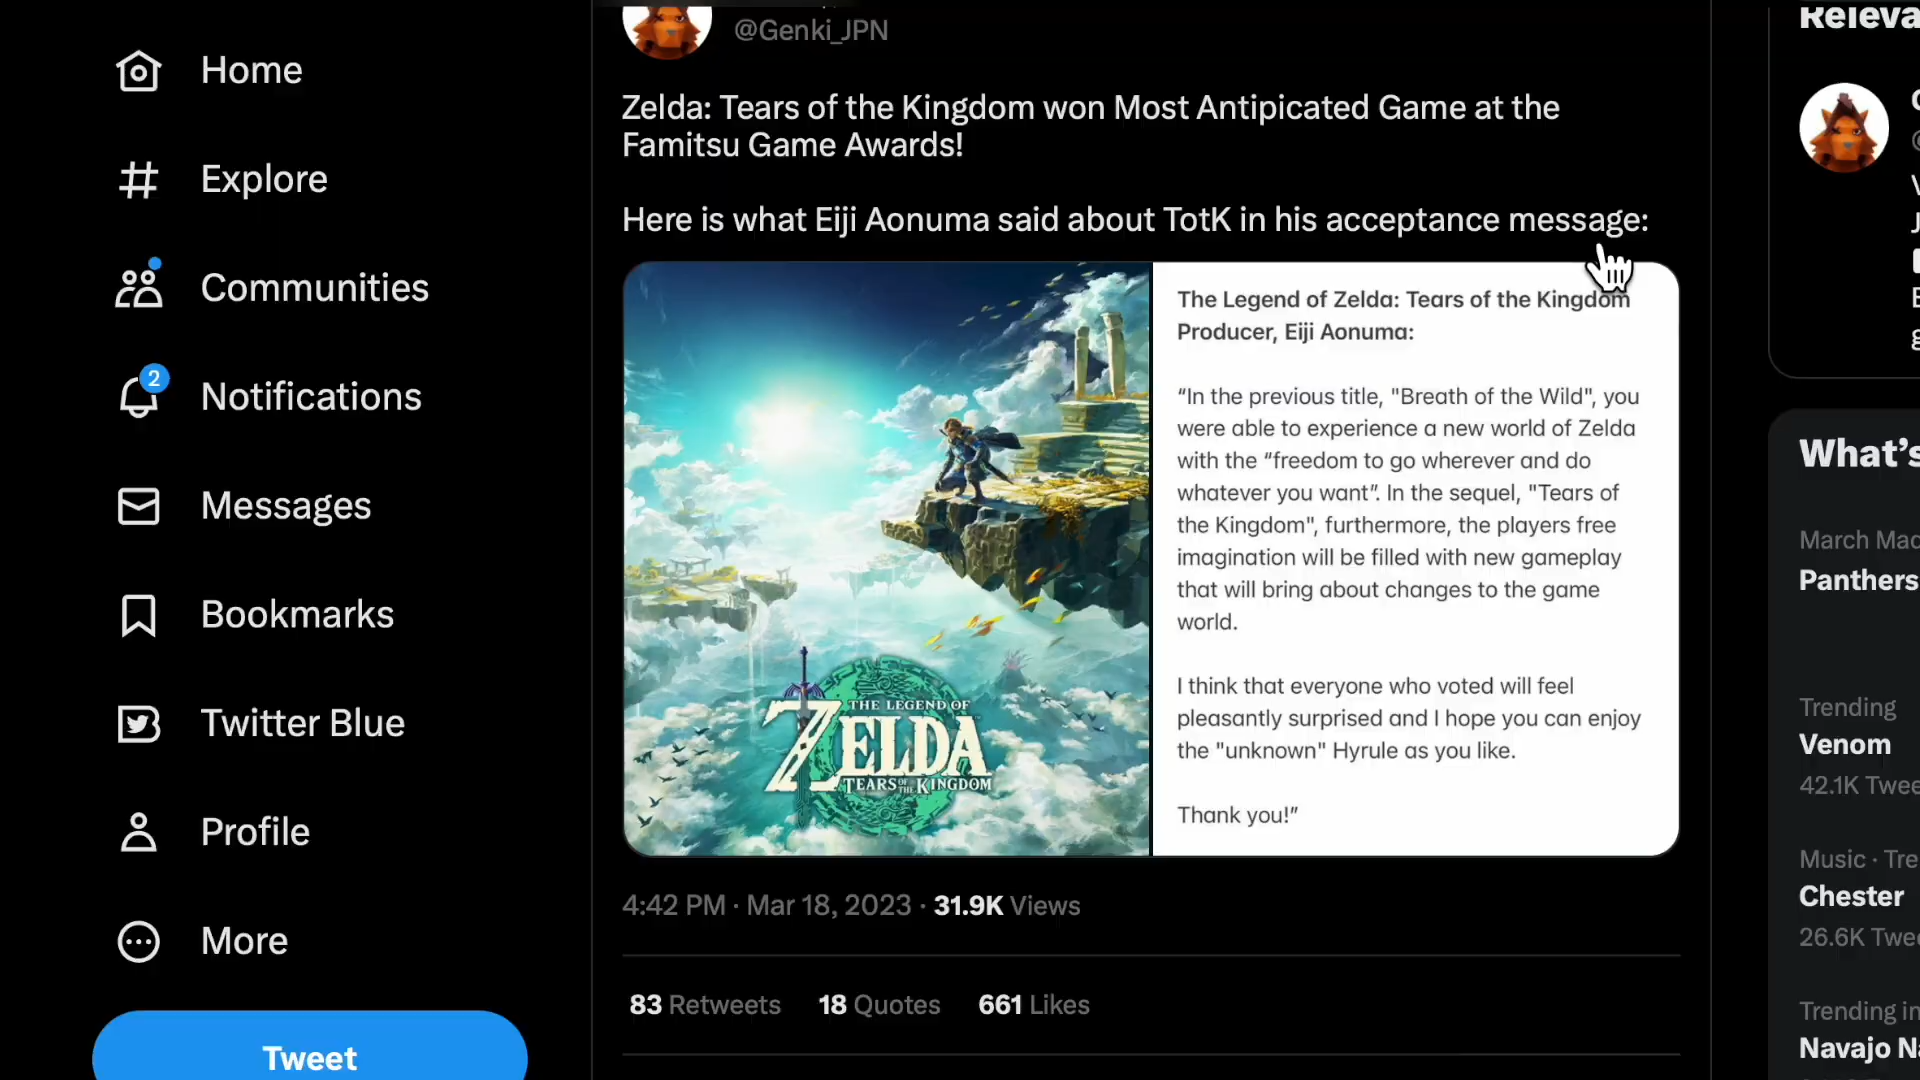 Home
Explore
Communities
2
Notifications
Messages
Bookmarks
Twitter Blue
Profile
More
Tweet
@Genki_JPN
Zelda: Tears of the Kingdom won Most Antipicated Game at the
Famitsu Game Awards!
Here is what Eiji Aonuma said about TotK in his acceptance message:
THE LEGEND OF
ZELDA
TEARS OF THE KINGDOM
The Legend of Zelda: Tears of the Kingdom
Producer, Eiji Aonuma:
“In the previous title, "Breath of the Wild", you
were able to experience a new world of Zelda
with the “freedom to go wherever and do
whatever you want”. In the sequel, "Tears of
the Kingdom", furthermore, the players free
imagination will be filled with new gameplay
that will bring about changes to the game
world.
I think that everyone who voted will feel
pleasantly surprised and I hope you can enjoy
the "unknown" Hyrule as you like.
Thank you!”
4:42 PM · Mar 18, 2023 · 31.9K Views
83 Retweets 18 Quotes 661 Likes
What’s
March
Panthers
Trending
Venom
42.1K
Music ·
Chester
26.6K
Trending in
Navajo